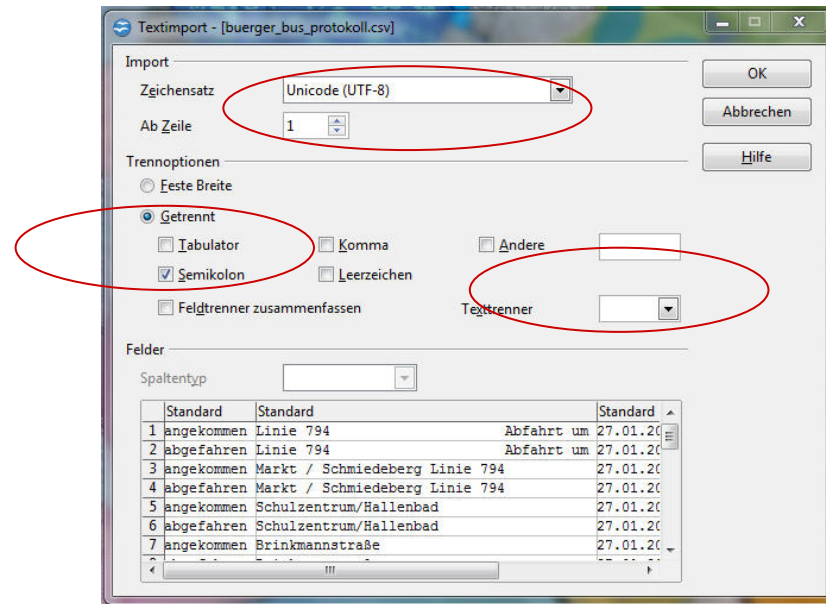 Textimport - [buerger_bus_protokoll.csv]
Import
OK
Zeichensatz Unicode (UTF-8)
Abbrechen
Ab Zeile 1
Hilfe
Trennoptionen
Feste Breite
Getrennt
Tabulator Komma Andere
Semikolon Leerzeichen
Feldtrenner zusammenfassen Texttrenner
Felder
Spaltentyp
Standard Standard Standard
1 angekommen Linie 794 Abfahrt um 27.01.20
2 abgefahren Linie 794 Abfahrt um 27.01.20
3 angekommen Markt / Schmiedeberg Linie 794 27.01.20
4 abgefahren Markt / Schmiedeberg Linie 794 27.01.20
5 angekommen Schulzentrum/Hallenbad 27.01.20
6 abgefahren Schulzentrum/Hallenbad 27.01.20
7 angekommen Brinkmannstraße 27.01.20